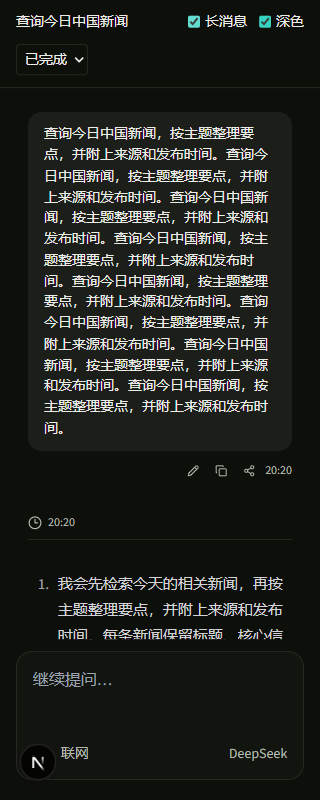 查询今日中国新闻
长消息
深色
已完成
查询今日中国新闻，按主题整理要
点，并附上来源和发布时间。查询今
日中国新闻，按主题整理要点，并附
上来源和发布时间。查询今日中国新
闻，按主题整理要点，并附上来源和
发布时间。查询今日中国新闻，按主
题整理要点，并附上来源和发布时
间。查询今日中国新闻，按主题整理
要点，并附上来源和发布时间。查询
今日中国新闻，按主题整理要点，并
附上来源和发布时间。查询今日中国
新闻，按主题整理要点，并附上来源
和发布时间。查询今日中国新闻，按
主题整理要点，并附上来源和发布时
间。
20:20
20:20
1. 我会先检索今天的相关新闻，再按
主题整理要点，并附上来源和发布
时间。每条新闻保留标题、核心信
继续提问…
N
联网
DeepSeek